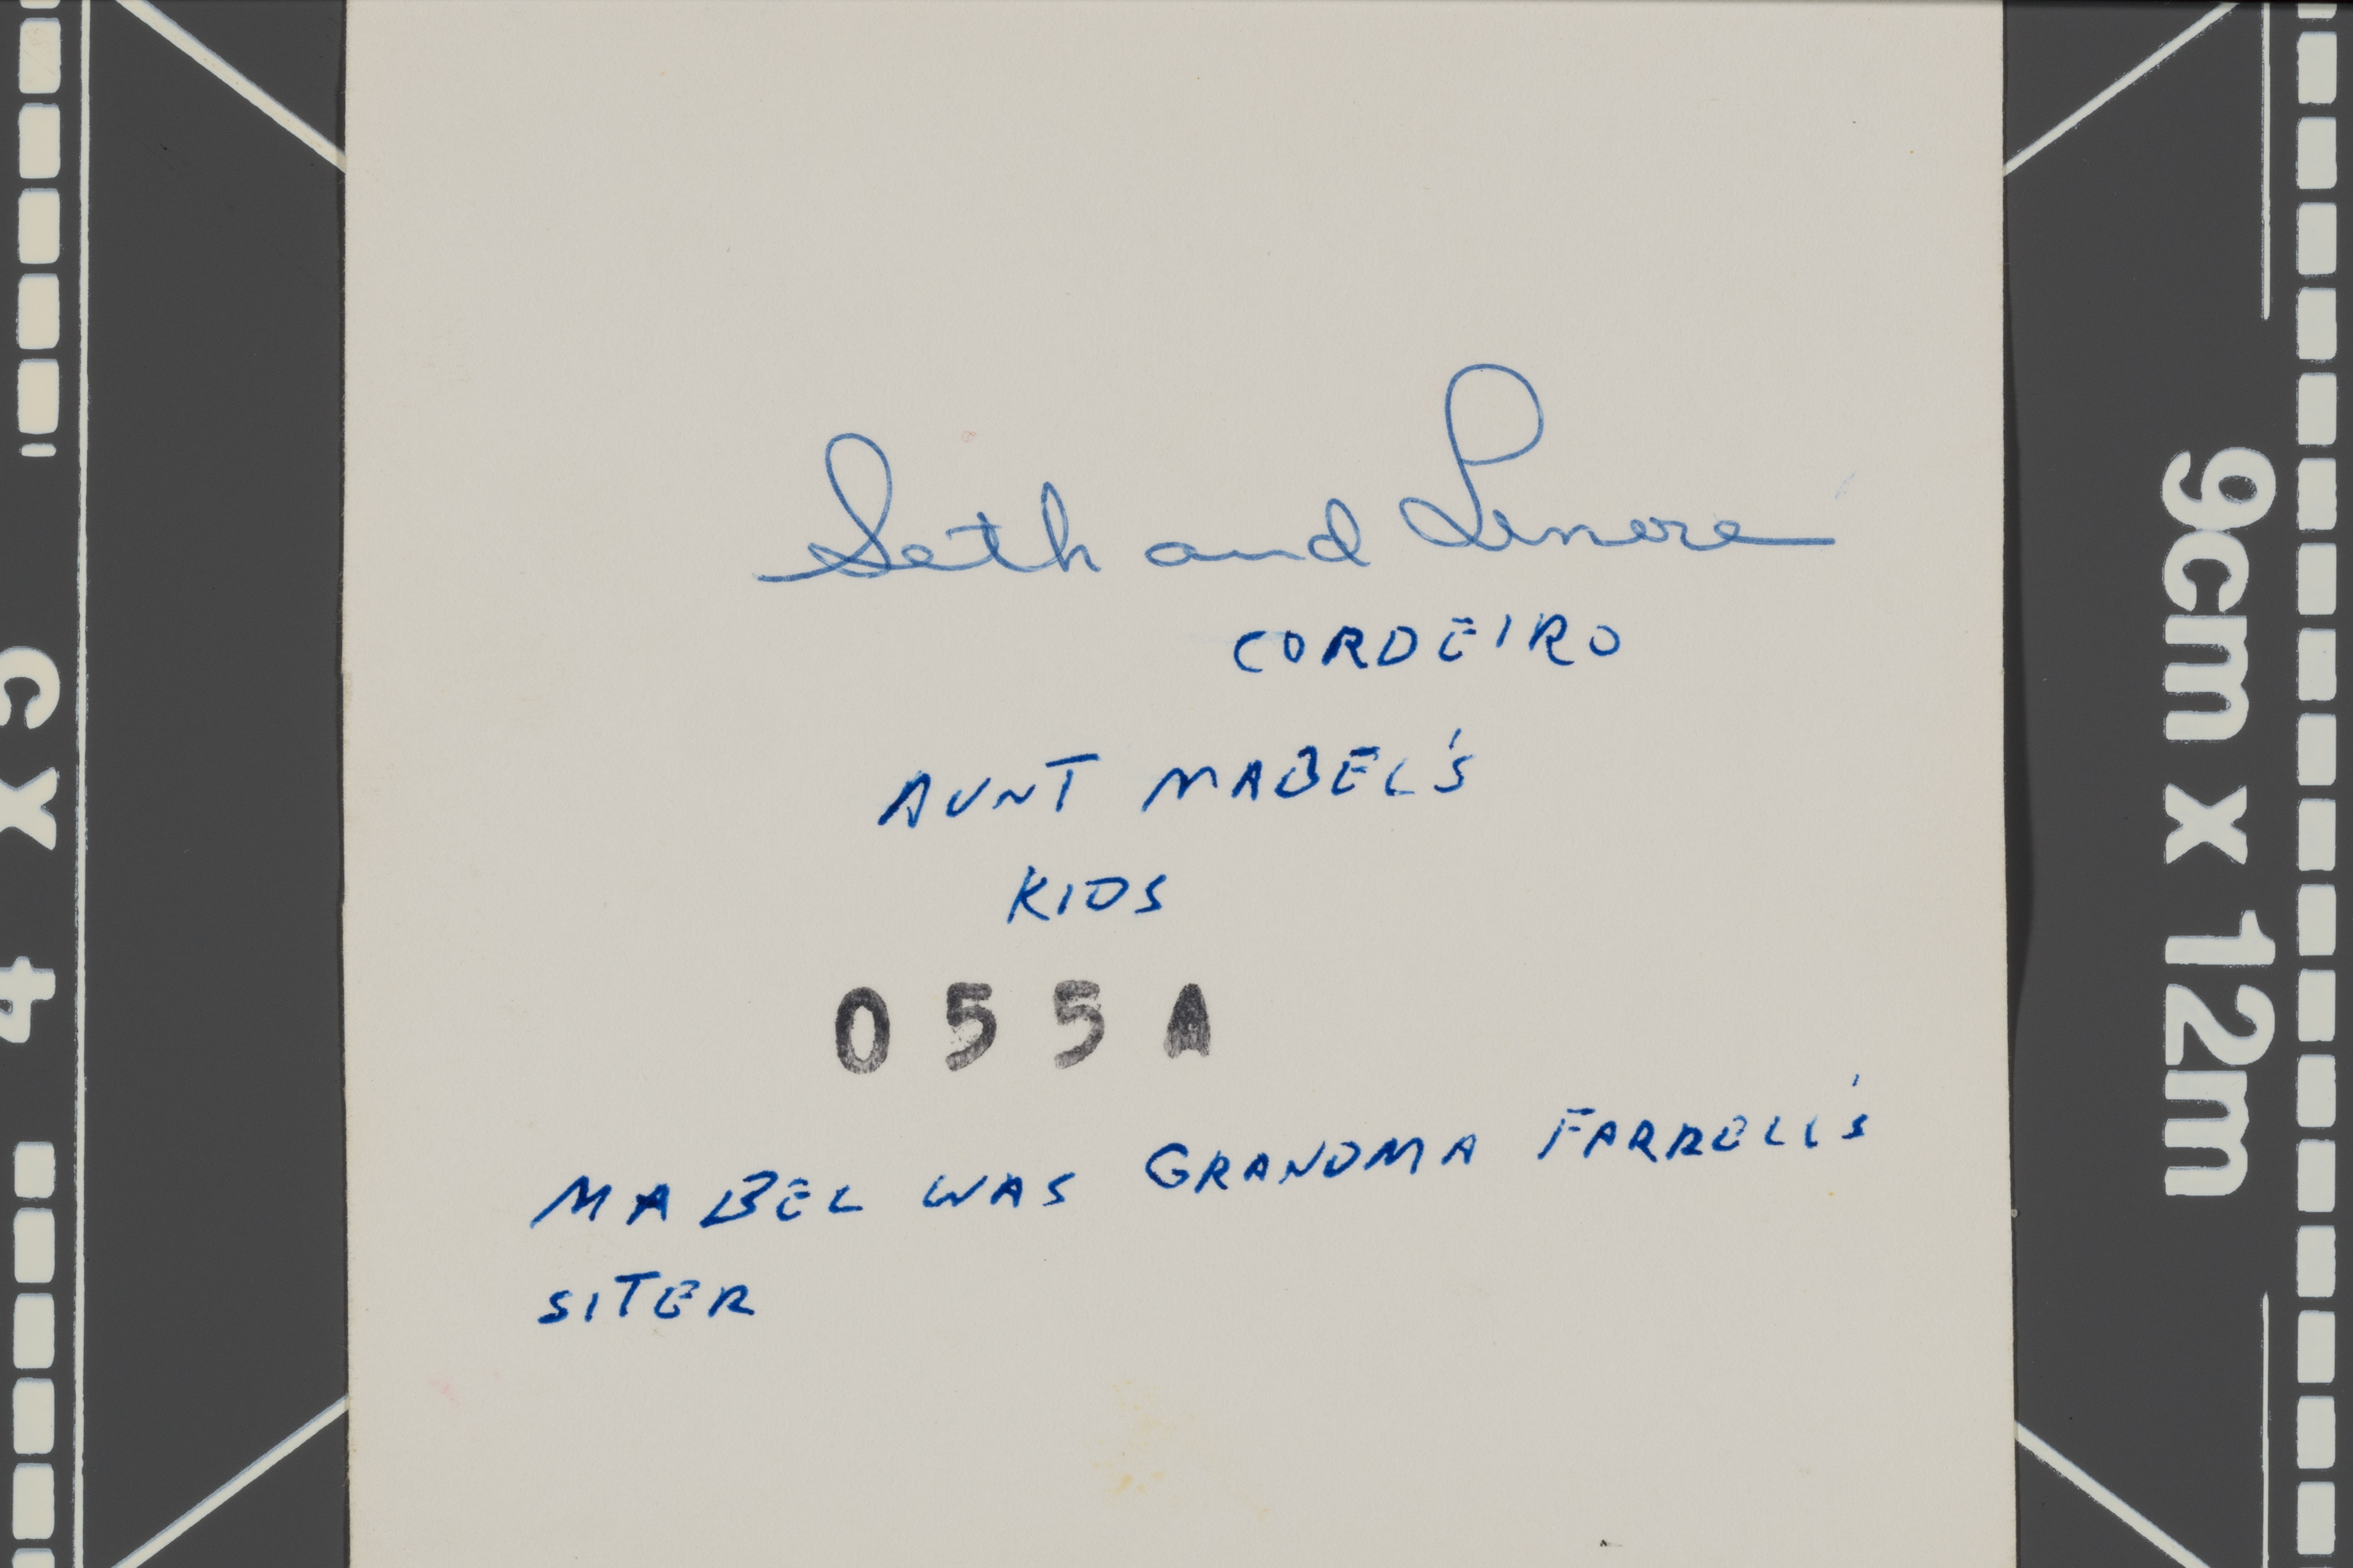 Seth and Lenore
CORDEIRO
AUNT MABEL'S
KIDS
055A
MABEL WAS GRANDMA FARRELL'S
SITER
9cm x 12m